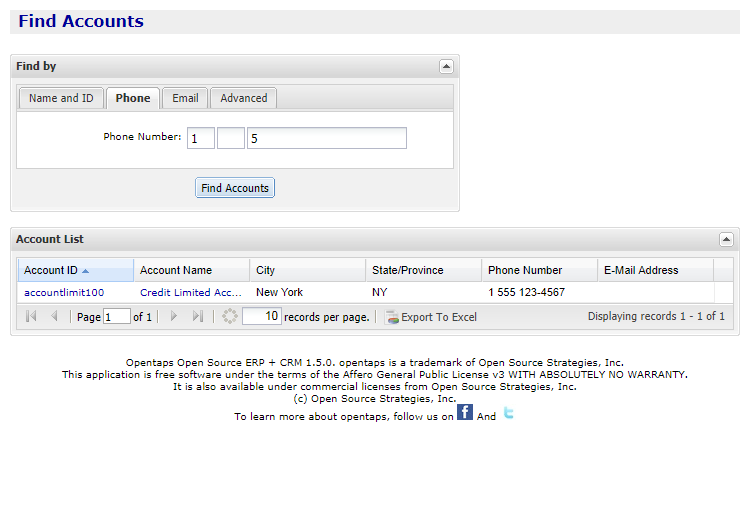 Find Accounts
Find by
Name and ID Phone Email Advanced
Phone Number: 1 5
Find Accounts
Account List
Account ID Account Name City State/Province Phone Number E-Mail Address
accountlimit100 Credit Limited Acc... New York NY 1 555 123-4567
Page 1 of 1 10 records per page. Export To Excel Displaying records 1 - 1 of 1
Opentaps Open Source ERP + CRM 1.5.0. opentaps is a trademark of Open Source Strategies, Inc.
This application is free software under the terms of the Affero General Public License v3 WITH ABSOLUTELY NO WARRANTY.
It is also available under commercial licenses from Open Source Strategies, Inc.
(c) Open Source Strategies, Inc.
To learn more about opentaps, follow us on f And t